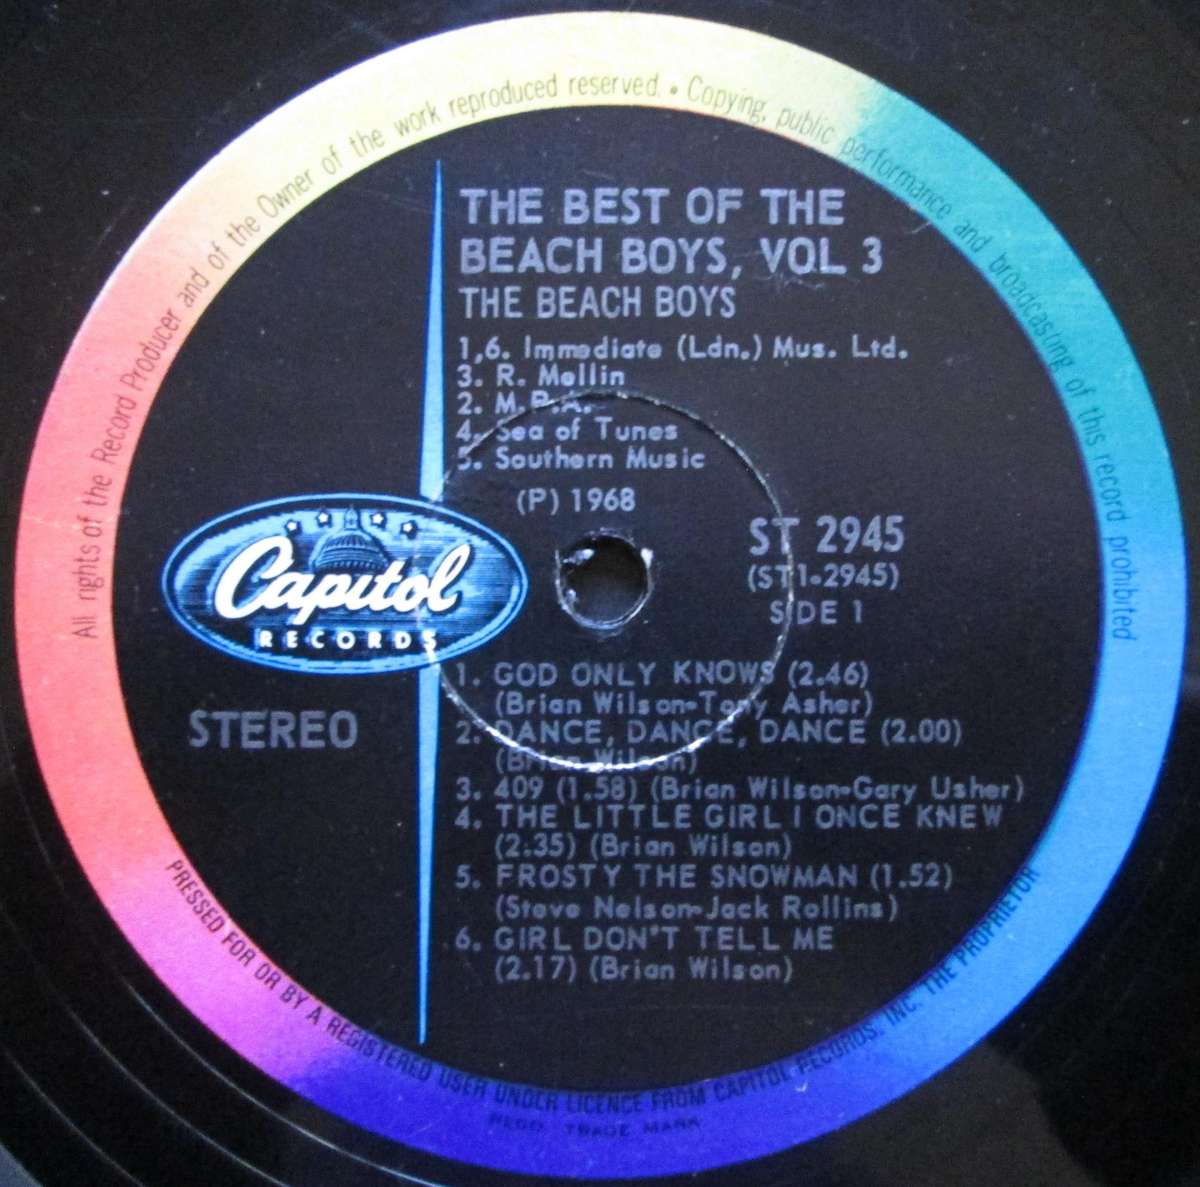 All rights of the Record Producer and of the Owner of the work reproduced reserved. • Copying, public performance and broadcasting of this record prohibited
THE BEST OF THE
BEACH BOYS, VOL 3
THE BEACH BOYS
1,6. Immediate (Ldn.) Mus. Ltd.
3. R. Mellin
2. M.P.A.
4. Sea of Tunes
5. Southern Music
(P) 1968
ST 2945
(ST1-2945)
SIDE 1
Capitol
RECORDS
STEREO
1. GOD ONLY KNOWS (2.46)
(Brian Wilson-Tony Asher)
2. DANCE, DANCE, DANCE (2.00)
(Brian Wilson)
3. 409 (1.58) (Brian Wilson-Gary Usher)
4. THE LITTLE GIRL I ONCE KNEW
(2.35) (Brian Wilson)
5. FROSTY THE SNOWMAN (1.52)
(Steve Nelson-Jack Rollins)
6. GIRL DON'T TELL ME
(2.17) (Brian Wilson)
PRESSED FOR OR BY A REGISTERED USER UNDER LICENCE FROM CAPITOL RECORDS, INC. THE PROPRIETOR
REGD. TRADE MARK